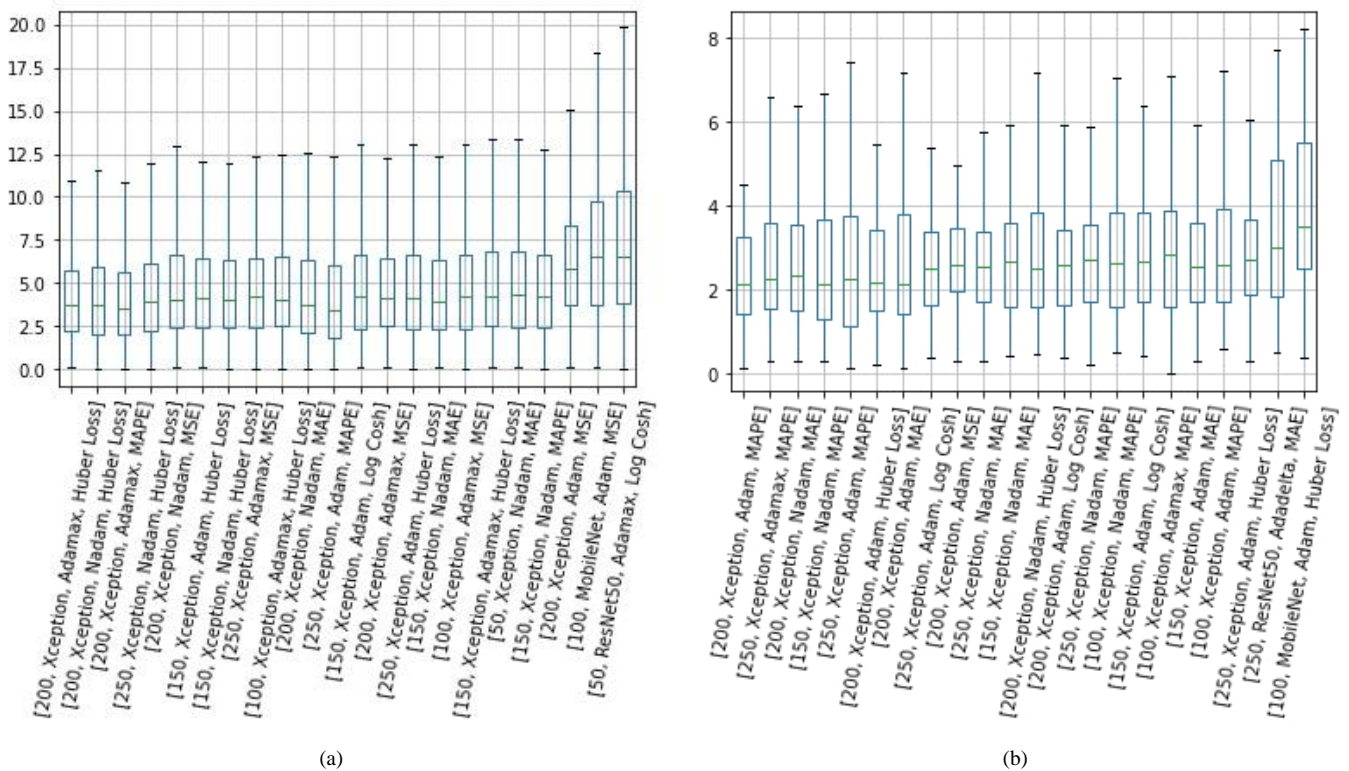 20.0
17.5
15.0
12.5
10.0
7.5
5.0
2.5
0.0
[200, Xception, Adamax, Huber Loss]
[200, Xception, Nadam, Huber Loss]
[200, Xception, Adamax, MAPE]
[250, Xception, Nadam, Huber Loss]
[200, Xception, Nadam, MSE]
[150, Xception, Adam, Huber Loss]
[150, Xception, Nadam, Huber Loss]
[250, Xception, Adamax, MSE]
[100, Xception, Adamax, Huber Loss]
[200, Xception, Nadam, MAE]
[250, Xception, Adam, MAPE]
[150, Xception, Adam, Log Cosh]
[200, Xception, Adamax, MSE]
[250, Xception, Adam, Huber Loss]
[150, Xception, Nadam, MAE]
[100, Xception, Adamax, MSE]
[150, Xception, Adamax, Huber Loss]
[50, Xception, Nadam, MAE]
[150, Xception, Nadam, MAPE]
[200, Xception, Adam, MSE]
[100, MobileNet, Adam, MSE]
[50, ResNet50, Adamax, Log Cosh]
(a)
8
6
4
2
0
[200, Xception, Adam, MAPE]
[250, Xception, Adamax, MAPE]
[200, Xception, Nadam, MAE]
[150, Xception, Nadam, MAPE]
[250, Xception, Adam, MAPE]
[200, Xception, Adam, Huber Loss]
[200, Xception, Adam, MAE]
[250, Xception, Adam, Log Cosh]
[200, Xception, Adam, MSE]
[250, Xception, Nadam, MAE]
[150, Xception, Nadam, MAE]
[200, Xception, Nadam, Huber Loss]
[200, Xception, Adam, Log Cosh]
[250, Xception, Nadam, MAPE]
[100, Xception, Nadam, MAPE]
[150, Xception, Adam, Log Cosh]
[100, Xception, Adamax, MAPE]
[150, Xception, Adam, MAE]
[100, Xception, Adam, MAPE]
[250, Xception, Adam, Huber Loss]
[250, ResNet50, Adadelta, MAE]
[100, MobileNet, Adam, Huber Loss]
(b)